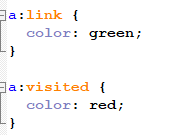 a:link {
  color: green;
}

a:visited {
  color: red;
}